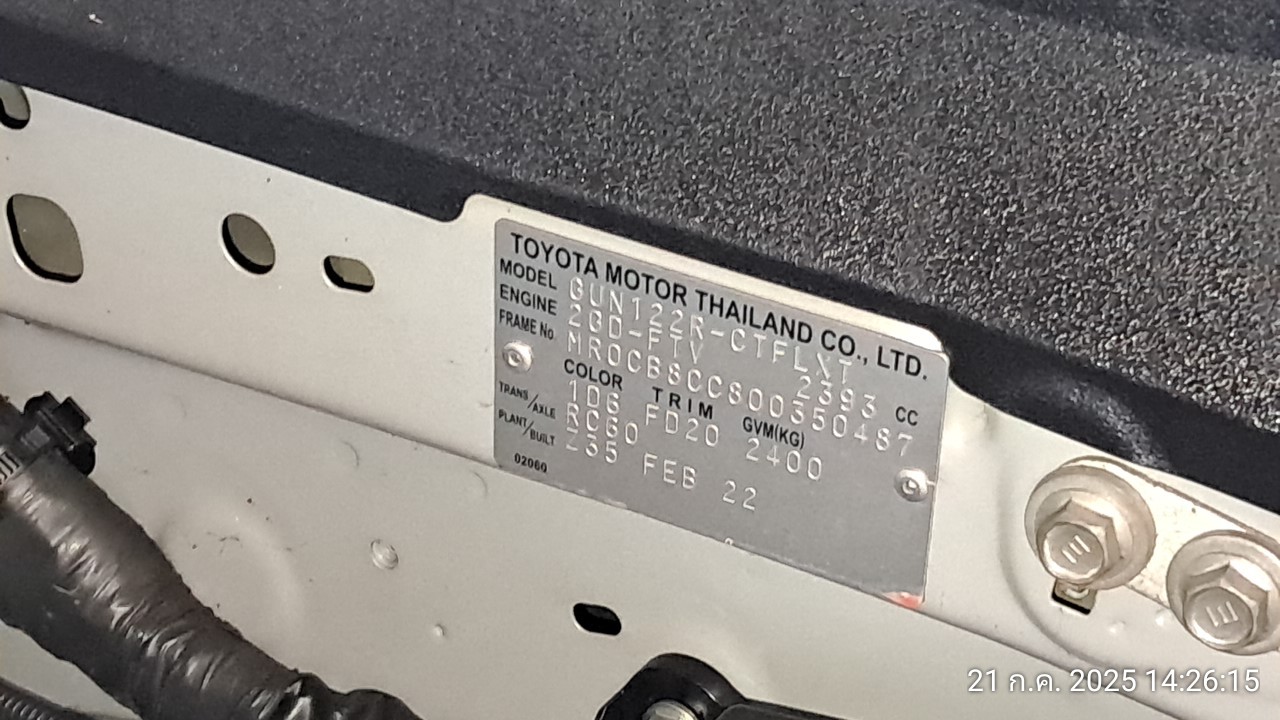 TOYOTA MOTOR THAILAND CO., LTD.
MODEL GUN122R-CTFLXT
ENGINE 2GD-FTV 2393 CC
FRAME No. MR0CB8CC800350487
COLOR TRIM GVM(KG)
1D6 FD20 2400
TRANS/AXLE RC60
PLANT/BUILT Z35 FEB 22
02060
21 ก.ค. 2025 14:26:15